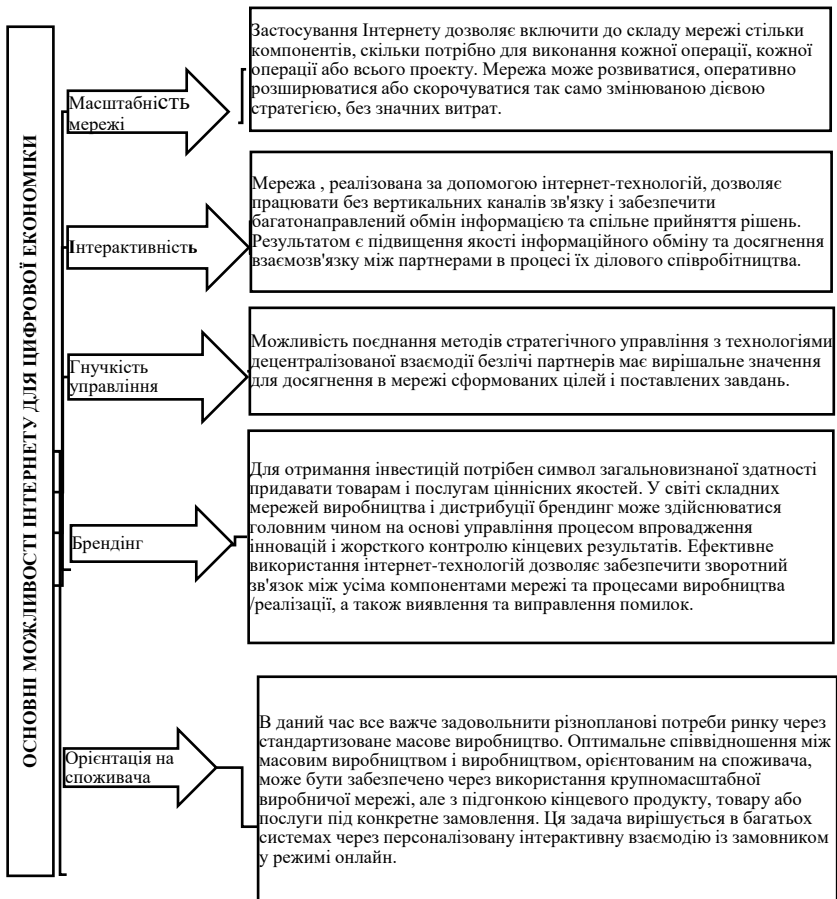 ОСНОВНІ МОЖЛИВОСТІ ІНТЕРНЕТУ ДЛЯ ЦИФРОВОЇ ЕКОНОМІКИ
Масштабність
мережі
Застосування Інтернету дозволяє включити до складу мережі стільки
компонентів, скільки потрібно для виконання кожної операції, кожної
операції або всього проекту. Мережа може розвиватися, оперативно
розширюватися або скорочуватися так само змінюваною дієвою
стратегією, без значних витрат.
Інтерактивність
Мережа , реалізована за допомогою інтернет-технологій, дозволяє
працювати без вертикальних каналів зв'язку і забезпечити
багатонаправлений обмін інформацією та спільне прийняття рішень.
Результатом є підвищення якості інформаційного обміну та досягнення
взаємозв'язку між партнерами в процесі їх ділового співробітництва.
Гнучкість
управління
Можливість поєднання методів стратегічного управління з технологіями
децентралізованої взаємодії безлічі партнерів має вирішальне значення
для досягнення в мережі сформованих цілей і поставлених завдань.
Брендінг
Для отримання інвестицій потрібен символ загальновизнаної здатності
придавати товарам і послугам ціннісних якостей. У світі складних
мережей виробництва і дистрибуції брендинг може здійснюватися
головним чином на основі управління процесом впровадження
інновацій і жорсткого контролю кінцевих результатів. Ефективне
використання інтернет-технологій дозволяє забезпечити зворотний
зв'язок між усіма компонентами мережі та процесами виробництва
/реалізації, а також виявлення та виправлення помилок.
Орієнтація на
споживача
В даний час все важче задовольнити різнопланові потреби ринку через
стандартизоване масове виробництво. Оптимальне співвідношення між
масовим виробництвом і виробництвом, орієнтованим на споживача,
може бути забезпечено через використання крупномасштабної
виробничої мережі, але з підгонкою кінцевого продукту, товару або
послуги під конкретне замовлення. Ця задача вирішується в багатьох
системах через персоналізовану інтерактивну взаємодію із замовником
у режимі онлайн.